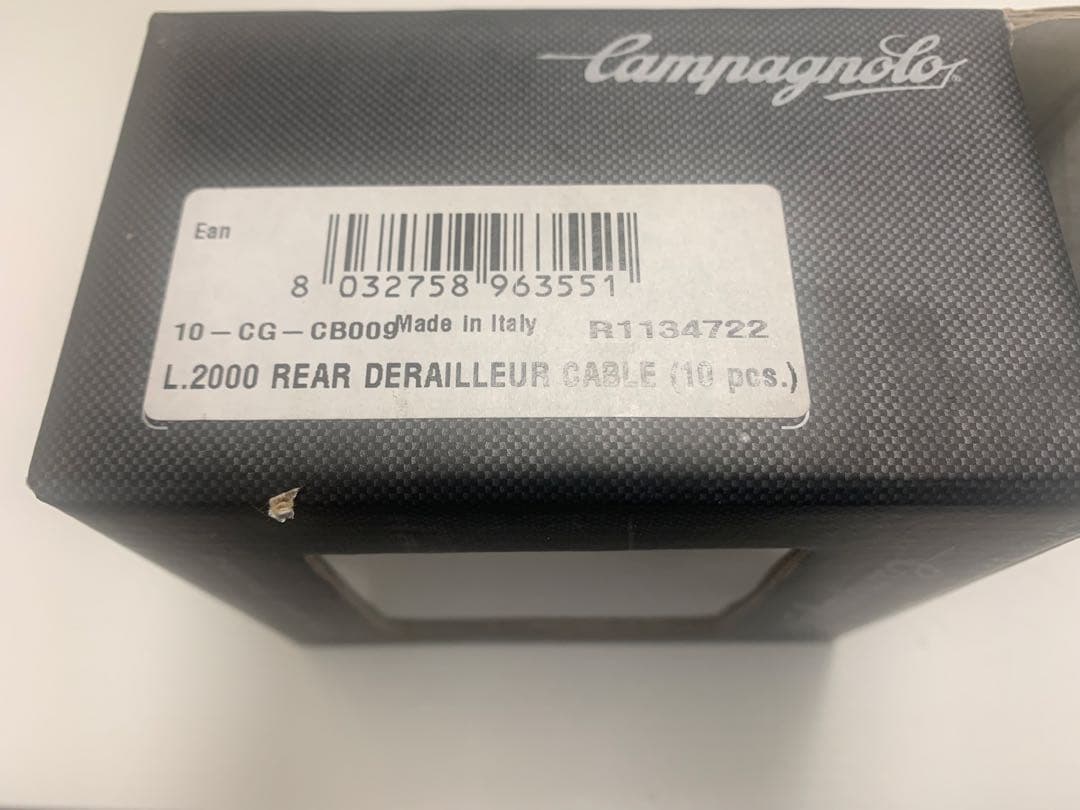 Campagnolo
Ean
8 032758 963551
10-CG-CB009 Made in Italy R1134722
L.2000 REAR DERAILLEUR CABLE (10 pcs.)